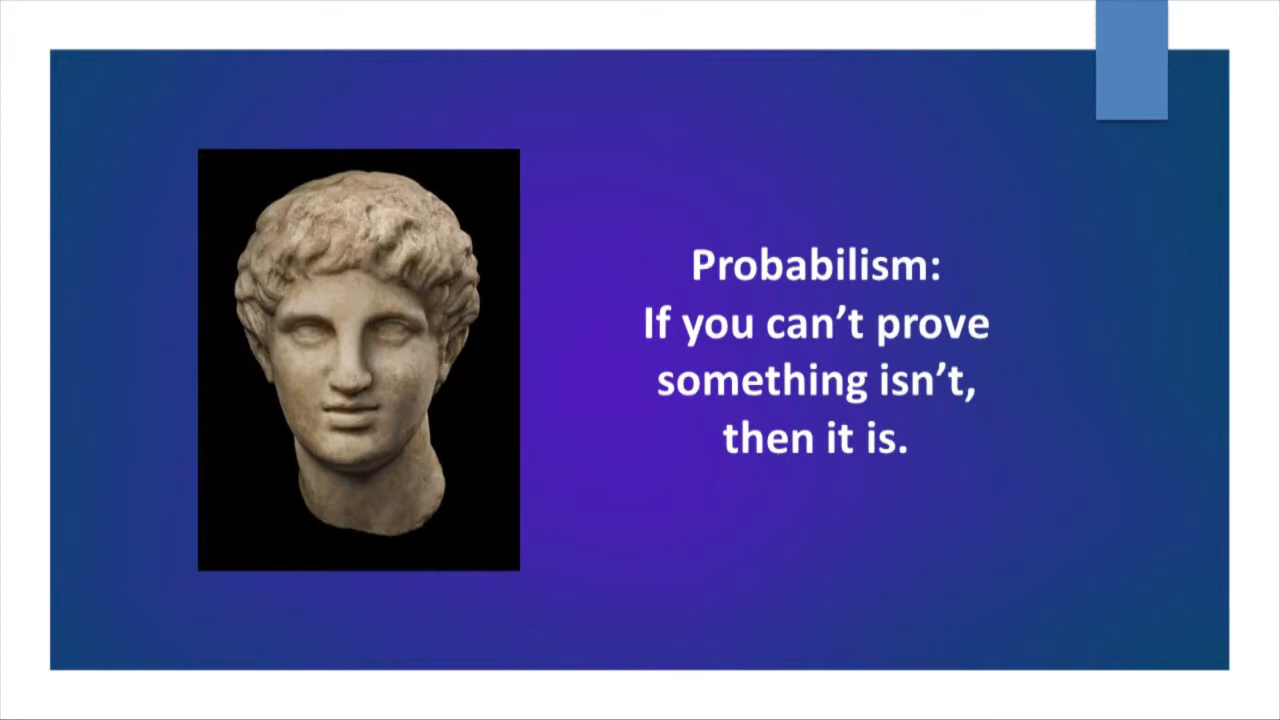 Probabilism:
If you can’t prove
something isn’t,
then it is.